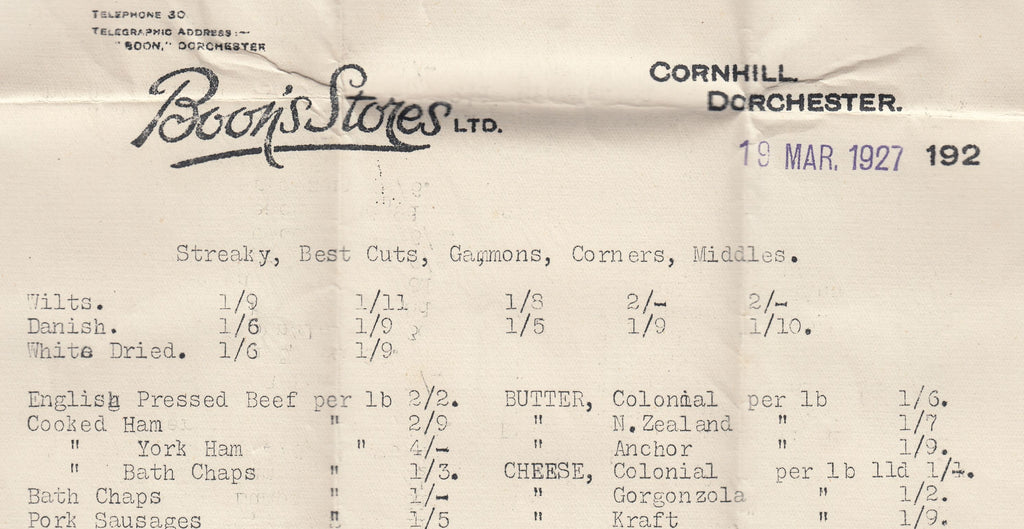 TELEPHONE 30
TELEGRAPHIC ADDRESS:—
"BOON," DORCHESTER
Boon's Stores LTD.
CORNHILL.
DORCHESTER.
19 MAR. 1927 192
Streaky, Best Cuts, Gammons, Corners, Middles.
Wilts. 1/9 1/11 1/8 2/- 2/-
Danish. 1/6 1/9 1/5 1/9 1/10.
White Dried. 1/6 1/9
English Pressed Beef per lb 2/2. BUTTER, Colonial per lb 1/6.
Cooked Ham " 2/9 " N.Zealand " 1/7
" York Ham " 4/- " Anchor " 1/9.
" Bath Chaps " 1/3. CHEESE, Colonial per lb 11d 1/1.
Bath Chaps " 1/- " Gorgonzola " 1/2.
Pork Sausages " 1/5 " Kraft " 1/9.